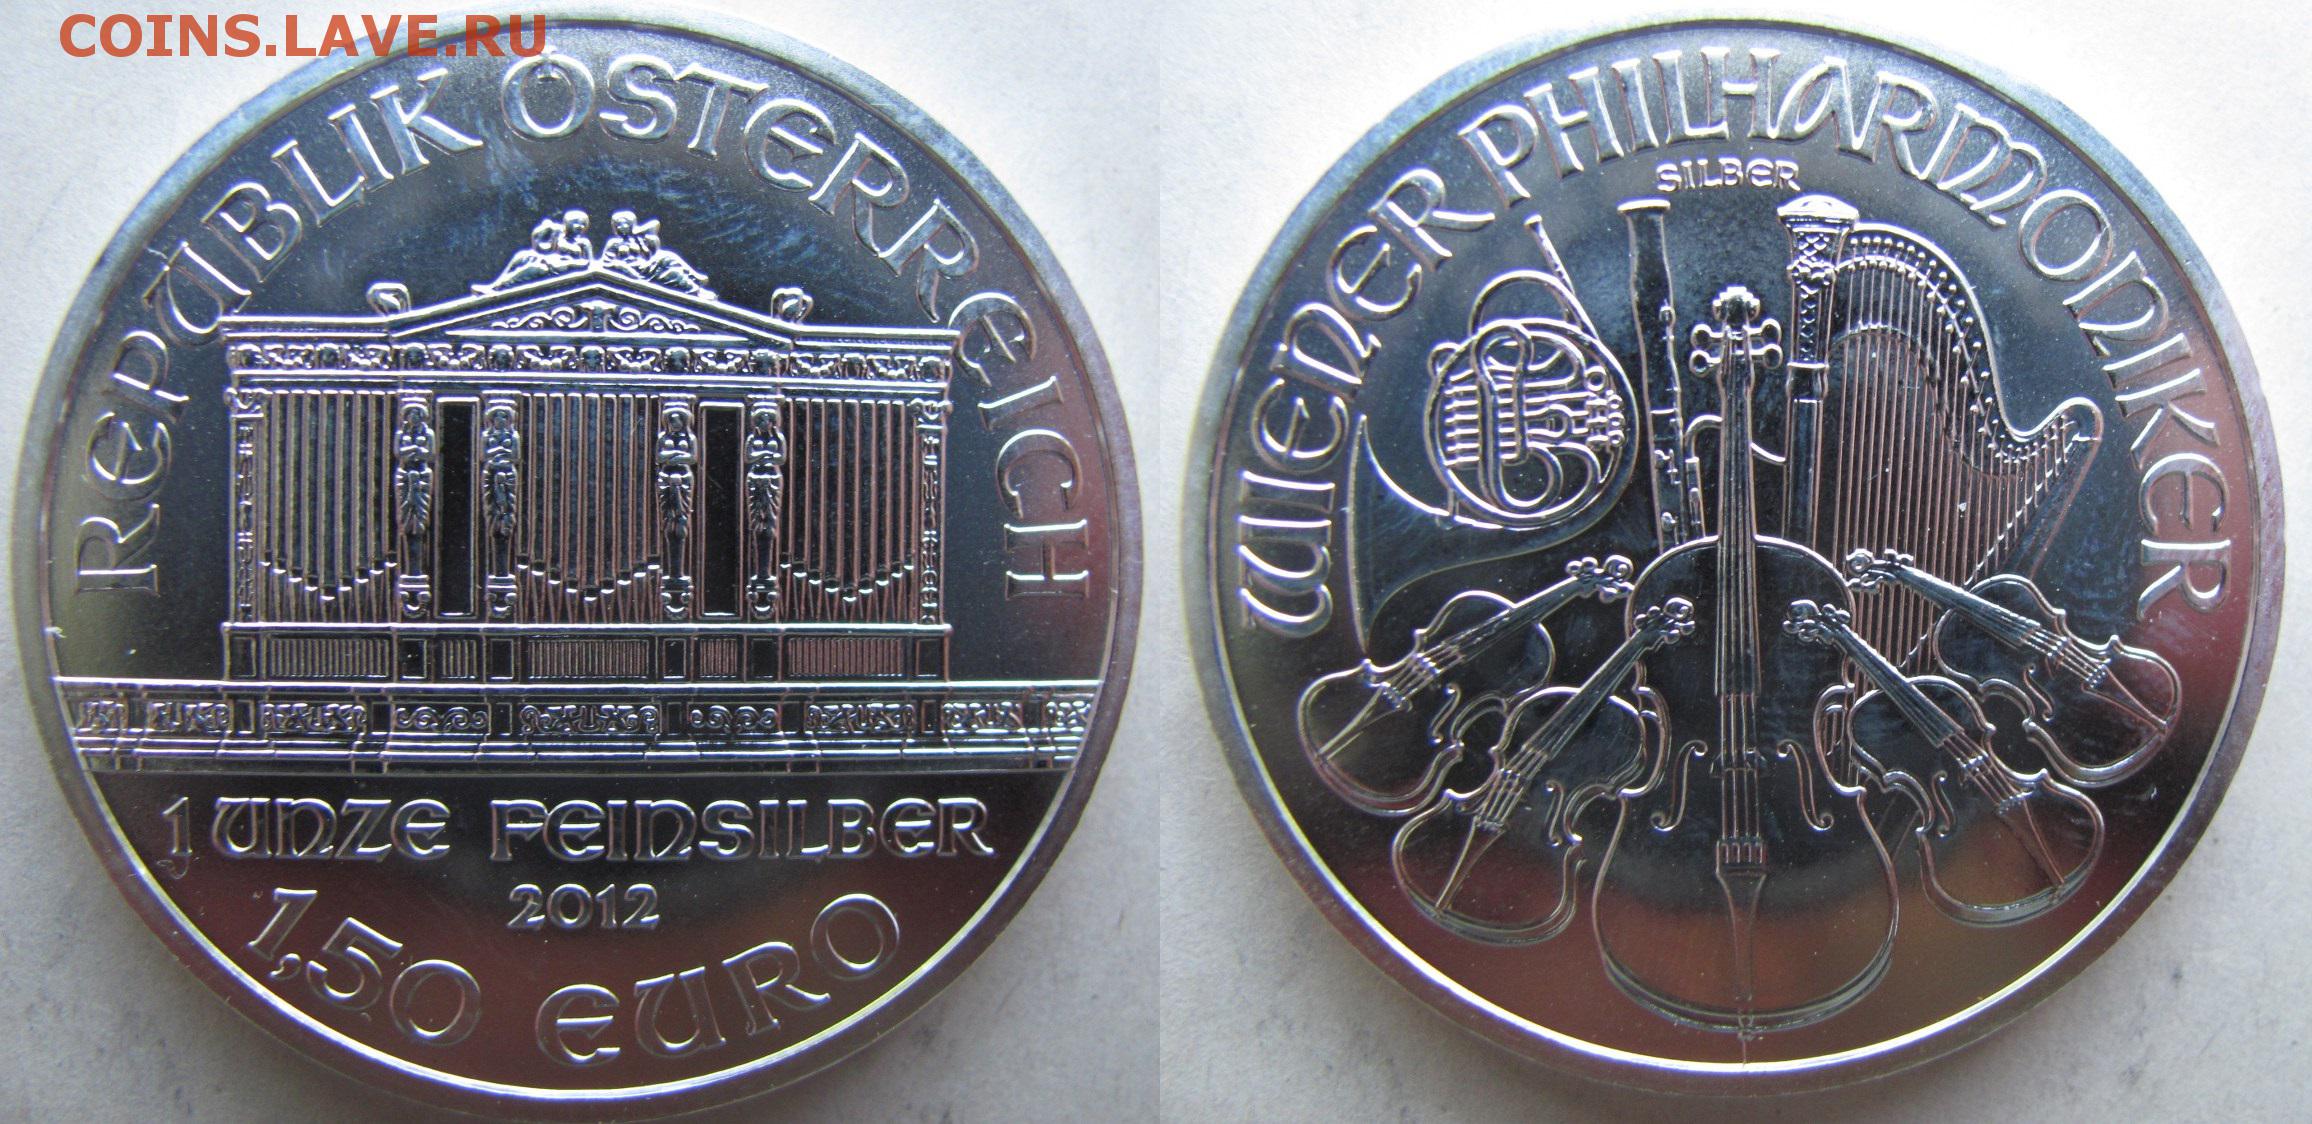 COINS.LAVE.RU
REPUBLIK ÖSTERREICH
1 UNZE FEINSILBER
2012
1,50 EURO
WIENER PHILHARMONIKER
SILBER